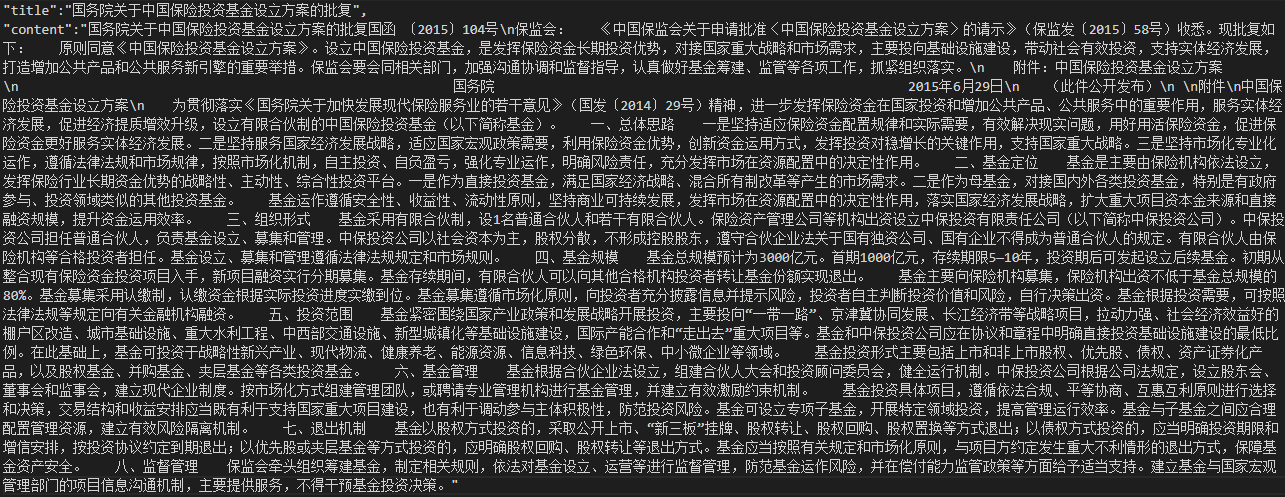 "title":"国务院关于中国保险投资基金设立方案的批复",
"content":"国务院关于中国保险投资基金设立方案的批复国函 〔2015〕104号\n保监会：　　《中国保监会关于申请批准〈中国保险投资基金设立方案〉的请示》（保监发〔2015〕58号）收悉。现批复如
下：　　原则同意《中国保险投资基金设立方案》。设立中国保险投资基金，是发挥保险资金长期投资优势，对接国家重大战略和市场需求，主要投向基础设施建设，带动社会有效投资，支持实体经济发展，
打造增加公共产品和公共服务新引擎的重要举措。保监会要会同相关部门，加强沟通协调和监督指导，认真做好基金筹建、监管等各项工作，抓紧组织落实。\n　　附件：中国保险投资基金设立方案
\n　　　　　　　　　　　　　　　　　　　　　　　　国务院　　　　　　　　　　　　　　　　　　　　　　　2015年6月29日\n　　（此件公开发布）\n \n附件\n中国保
险投资基金设立方案\n　　为贯彻落实《国务院关于加快发展现代保险服务业的若干意见》（国发〔2014〕29号）精神，进一步发挥保险资金在国家投资和增加公共产品、公共服务中的重要作用，服务实体经
济发展，促进经济提质增效升级，设立有限合伙制的中国保险投资基金（以下简称基金）。　　一、总体思路　　一是坚持适应保险资金配置规律和实际需要，有效解决现实问题，用好用活保险资金，促进保
险资金更好服务实体经济。二是坚持服务国家经济发展战略，适应国家宏观政策需要，利用保险资金优势，创新资金运用方式，发挥投资对稳增长的关键作用，支持国家重大战略。三是坚持市场化专业化
运作，遵循法律法规和市场规律，按照市场化机制，自主投资、自负盈亏，强化专业运作，明确风险责任，充分发挥市场在资源配置中的决定性作用。　　二、基金定位　　基金是主要由保险机构依法设立，
发挥保险行业长期资金优势的战略性、主动性、综合性投资平台。一是作为直接投资基金，满足国家经济战略、混合所有制改革等产生的市场需求。二是作为母基金，对接国内外各类投资基金，特别是有政府
参与、投资领域类似的其他投资基金。　　基金运作遵循安全性、收益性、流动性原则，坚持商业可持续发展，发挥市场在资源配置中的决定性作用，落实国家发展战略，扩大重大项目资本金来源和直接
融资规模，提升资金运用效率。　　三、组织形式　　基金采用有限合伙制，设1名普通合伙人和若干有限合伙人。保险资产管理公司等机构出资设立中保投资有限责任公司（以下简称中保投资公司）。中保投
资公司担任普通合伙人，负责基金设立、募集和管理。中保投资公司以社会资本为主，股权分散，不形成控股股东，遵守合伙企业法关于国有独资公司、国有企业不得成为普通合伙人的规定。有限合伙人由保
险机构等合格投资者担任。基金设立、募集和管理遵循法律法规规定和市场规则。　　四、基金规模　　基金总规模预计为3000亿元。首期1000亿元，存续期限5—10年，投资期后可发起设立后续基金。初期从
整合现有保险资金投资项目入手，新项目融资实行分期募集。基金存续期间，有限合伙人可以向其他合格机构投资者转让基金份额实现退出。　　基金主要向保险机构募集，保险机构出资不低于基金总规模的
80%。基金募集采用认缴制，认缴资金根据实际投资进度实缴到位。基金募集遵循市场化原则，向投资者充分披露信息并提示风险，投资者自主判断投资价值和风险，自行决策出资。基金根据投资需要，可按照
法律法规等规定向有关金融机构融资。　　五、投资范围　　基金紧密围绕国家产业政策和发展战略开展投资，主要投向“一带一路”、京津冀协同发展、长江经济带等战略项目，拉动力强、社会经济效益好的
棚户区改造、城市基础设施、重大水利工程、中西部交通设施、新型城镇化等基础设施建设，国际产能合作和“走出去”重大项目等。基金和中保投资公司应在协议和章程中明确直接投资基础设施建设的最低比
例。在此基础上，基金可投资于战略性新兴产业、现代物流、健康养老、能源资源、信息科技、绿色环保、中小微企业等领域。　　基金投资形式主要包括上市和非上市股权、优先股、债权、资产证券化产
品，以及股权基金、并购基金、夹层基金等各类投资基金。　　六、基金管理　　基金根据合伙企业法设立，组建合伙人大会和投资顾问委员会，健全运行机制。中保投资公司根据公司法规定，设立股东会、
董事会和监事会，建立现代企业制度。按市场化方式组建管理团队，或聘请专业管理机构进行基金管理，并建立有效激励约束机制。　　基金投资具体项目，遵循依法合规、平等协商、互惠互利原则进行选择
和决策，交易结构和收益安排应当既有利于支持国家重大项目建设，也有利于调动参与主体积极性，防范投资风险。基金可设立专项子基金，开展特定领域投资，提高管理运行效率。基金与子基金之间应合理
配置管理资源，建立有效风险隔离机制。　　七、退出机制　　基金以股权方式投资的，采取公开上市、“新三板”挂牌、股权转让、股权回购、股权置换等方式退出；以债权方式投资的，应当明确投资期限和
增信安排，按投资协议约定到期退出；以优先股或夹层基金等方式投资的，应明确股权回购、股权转让等退出方式。基金应当按照有关规定和市场化原则，与项目方约定发生重大不利情形的退出方式，保障基
金资产安全。　　八、监督管理　　保监会牵头组织筹建基金，制定相关规则，依法对基金设立、运营等进行监督管理，防范基金运作风险，并在偿付能力监管政策等方面给予适当支持。建立基金与国家宏观
管理部门的项目信息沟通机制，主要提供服务，不得干预基金投资决策。"